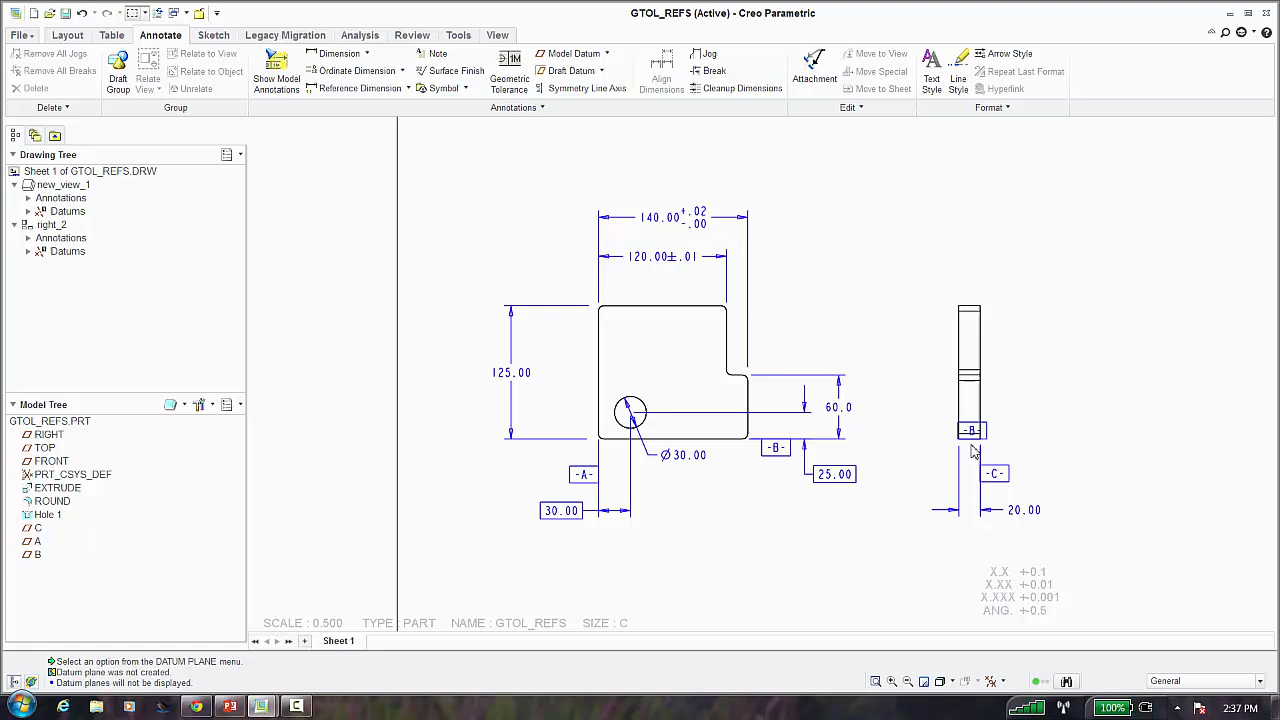 GTOL_REFS (Active) - Creo Parametric
File Layout Table Annotate Sketch Legacy Migration Analysis Review Tools View
Remove All Jogs
Remove All Breaks
Delete
Delete
Draft Group
Relate View
Relate to View
Relate to Object
Unrelate
Group
Show Model Annotations
Dimension
Ordinate Dimension
Reference Dimension
Note
Surface Finish
Symbol
Geometric Tolerance
Model Datum
Draft Datum
Symmetry Line Axis
Align Dimensions
Jog
Break
Cleanup Dimensions
Annotations
Attachment
Move to View
Move Special
Move to Sheet
Edit
Text Style
Line Style
Arrow Style
Repeat Last Format
Hyperlink
Format
Drawing Tree
Sheet 1 of GTOL_REFS.DRW
new_view_1
Annotations
Datums
right_2
Annotations
Datums
Model Tree
GTOL_REFS.PRT
RIGHT
TOP
FRONT
PRT_CSYS_DEF
EXTRUDE
ROUND
Hole 1
C
A
B
140.00 +.02 -.00
120.00±.01
125.00
60.0
Ø30.00
-A-
-B-
25.00
30.00
-B-
-C-
20.00
X.X +-0.1
X.XX +-0.01
X.XXX +-0.001
ANG. +-0.5
SCALE : 0.500 TYPE : PART NAME : GTOL_REFS SIZE : C
Sheet 1
Select an option from the DATUM PLANE menu.
Datum plane was not created.
Datum planes will not be displayed.
General
100%
2:37 PM